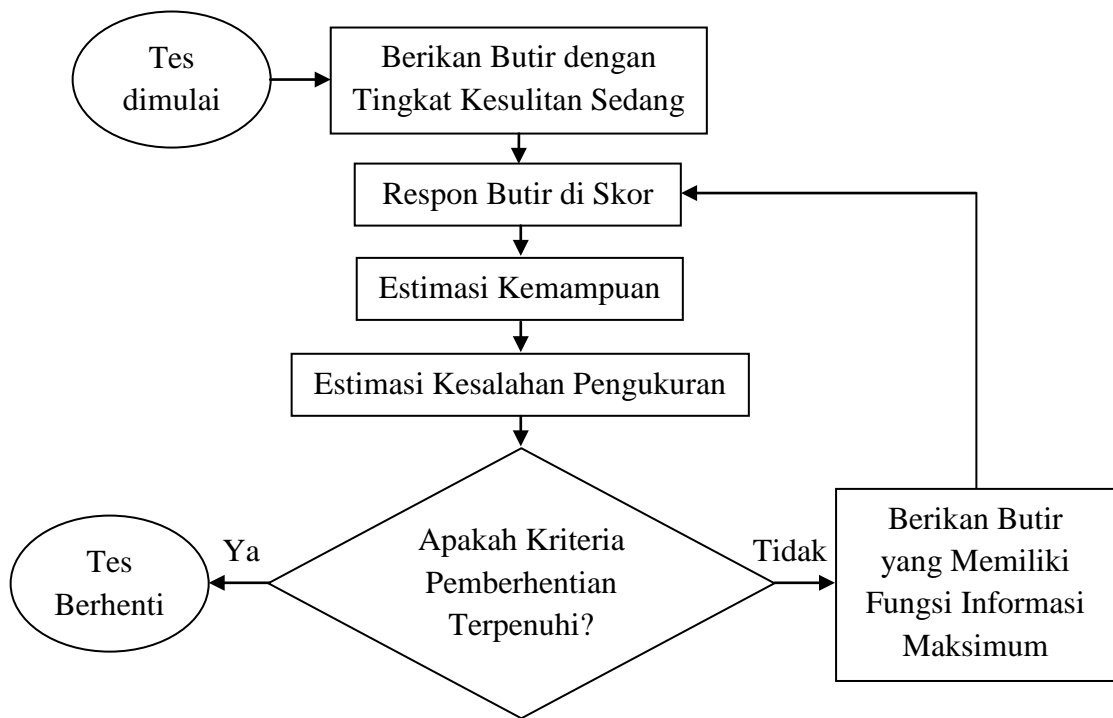 Tes
dimulai
Berikan Butir dengan
Tingkat Kesulitan Sedang
Respon Butir di Skor
Estimasi Kemampuan
Estimasi Kesalahan Pengukuran
Apakah Kriteria
Pemberhentian
Terpenuhi?
Ya
Tes
Berhenti
Tidak
Berikan Butir
yang Memiliki
Fungsi Informasi
Maksimum